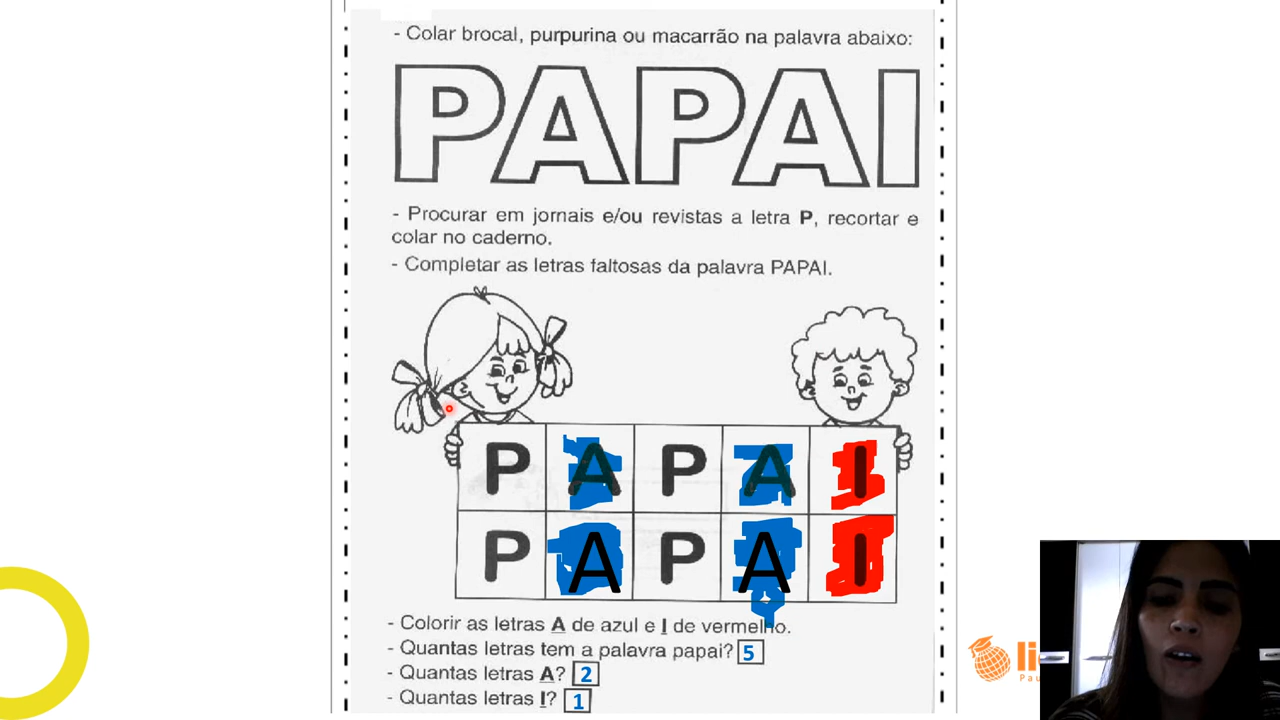 - Colar brocal, purpurina ou macarrão na palavra abaixo:
PAPAI
- Procurar em jornais e/ou revistas a letra P, recortar e
colar no caderno.
- Completar as letras faltosas da palavra PAPAI.
P A P A I
P A P A I
- Colorir as letras A de azul e I de vermelho.
- Quantas letras tem a palavra papai? 5
- Quantas letras A? 2
- Quantas letras I? 1